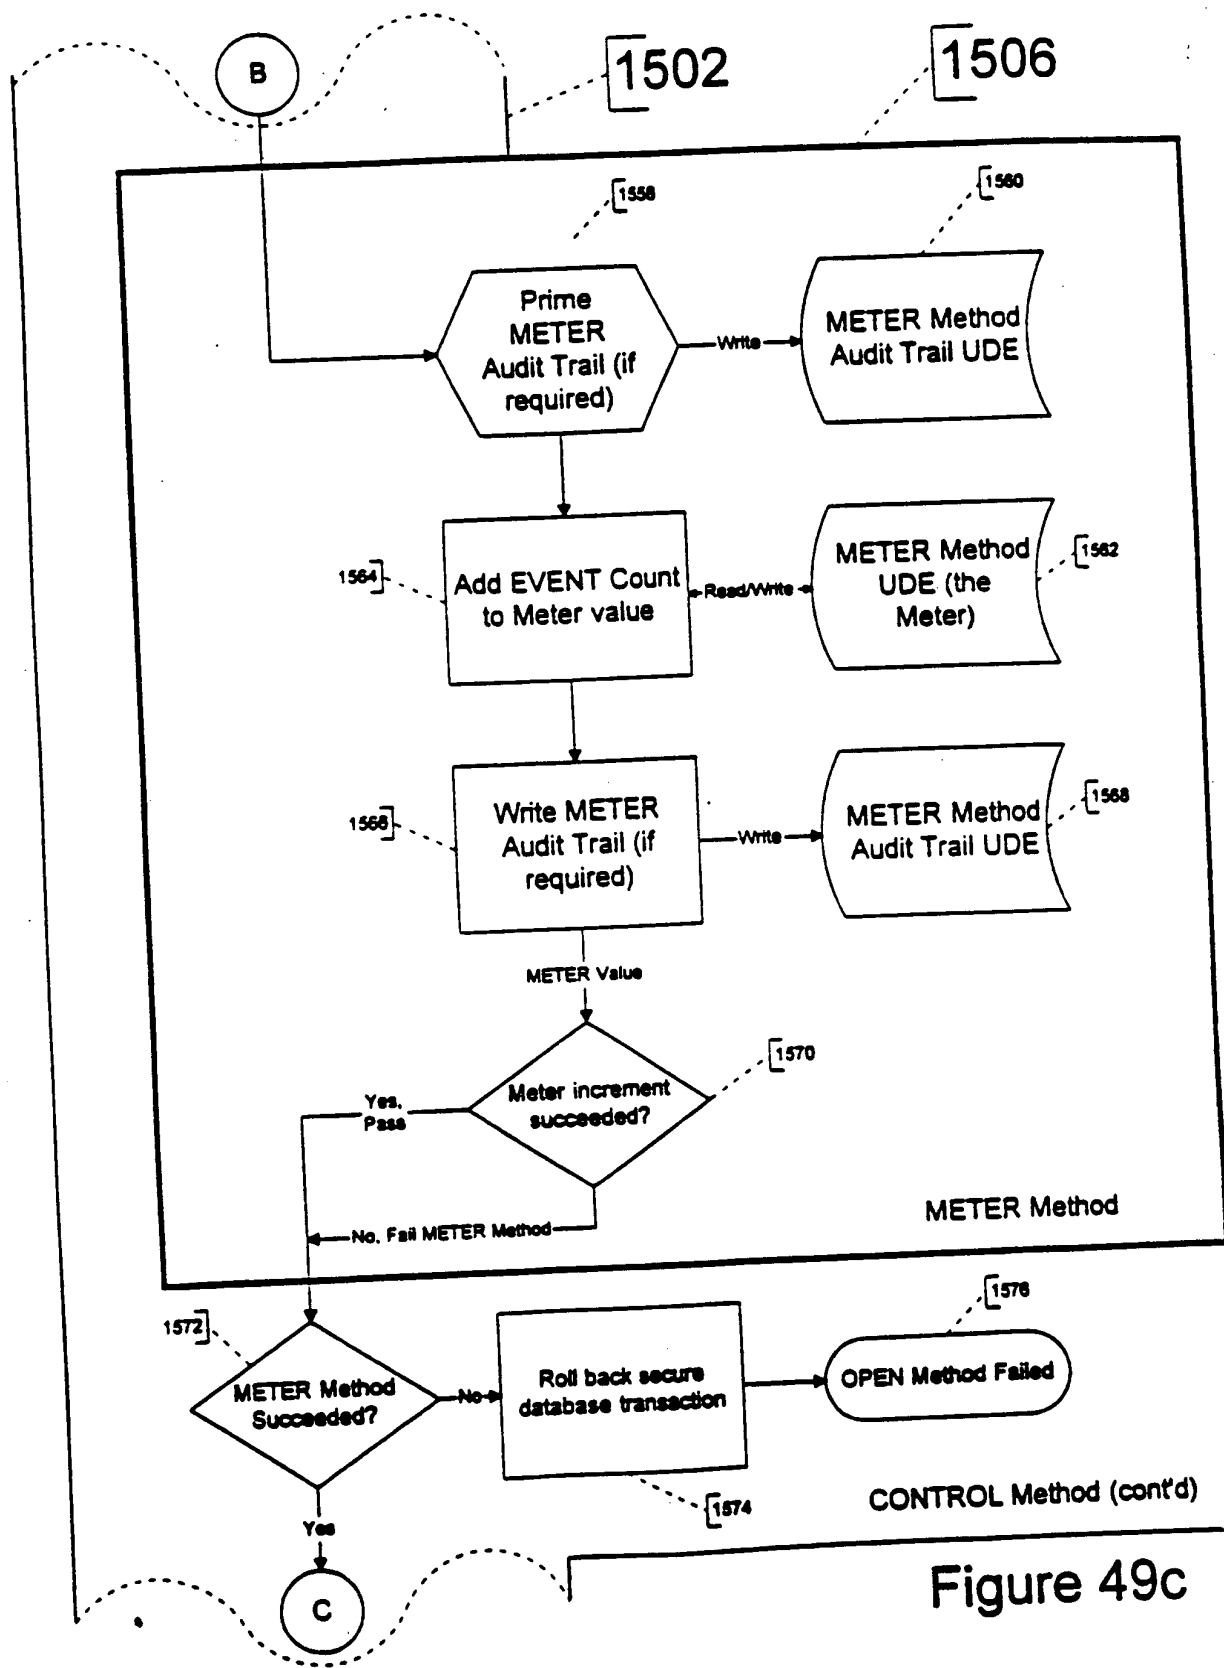 B
1502
1506
1558
1560
Prime
METER
Audit Trail (if
required)
Write
METER Method
Audit Trail UDE
1564
Add EVENT Count
to Meter value
Read/Write
METER Method
UDE (the
Meter)
1562
1566
Write METER
Audit Trail (if
required)
Write
METER Method
Audit Trail UDE
1568
METER Value
Meter increment
succeeded?
1570
Yes,
Pass
No, Fail METER Method
METER Method
1572
METER Method
Succeeded?
No
Roll back secure
database transaction
1574
OPEN Method Failed
1576
CONTROL Method (cont'd)
Yes
C
Figure 49c